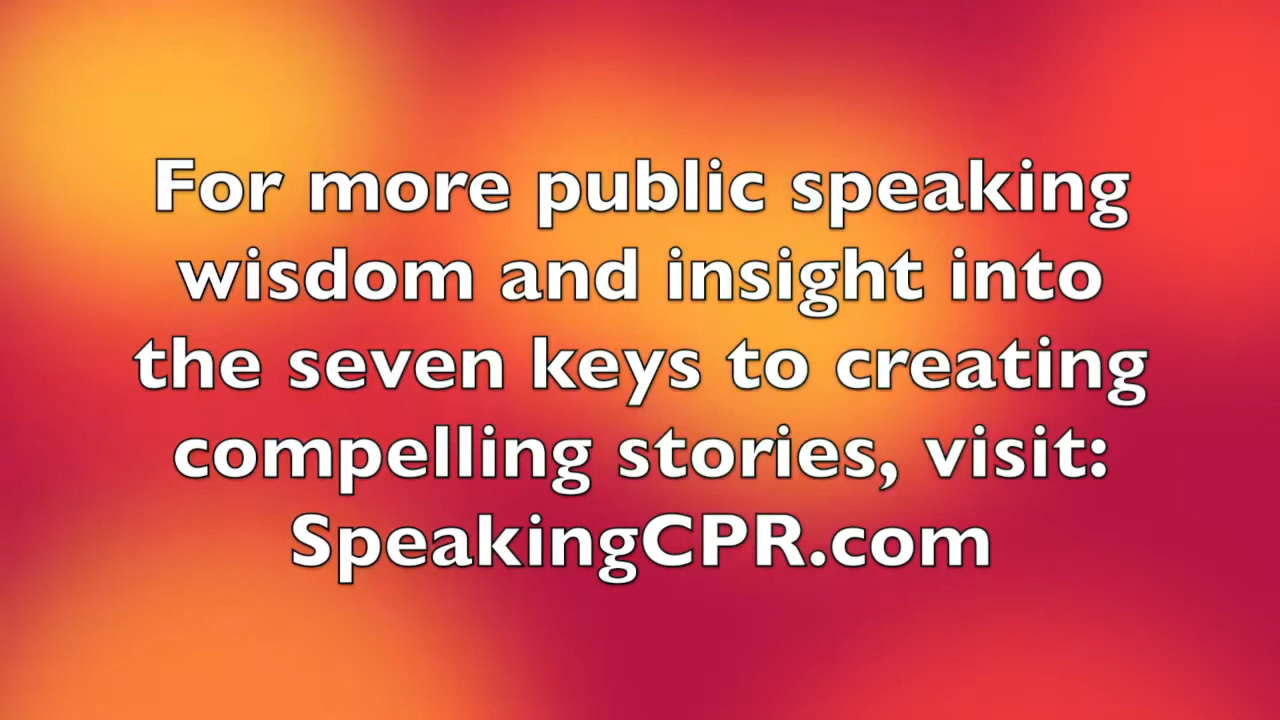 For more public speaking
wisdom and insight into
the seven keys to creating
compelling stories, visit:
SpeakingCPR.com